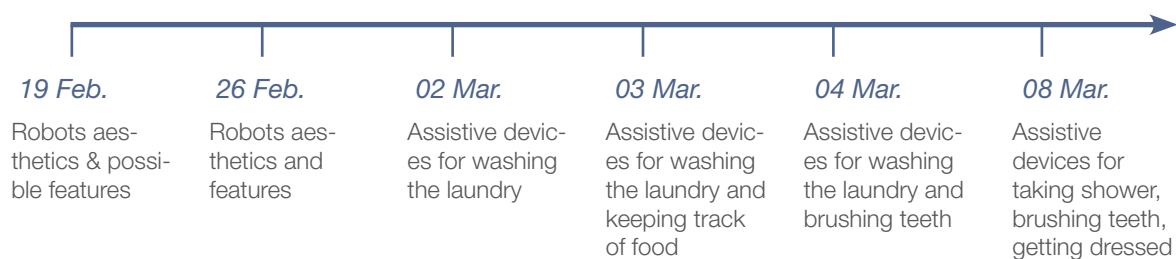 19 Feb.
Robots aes-
thetics & possi-
ble features
26 Feb.
Robots aes-
thetics and
features
02 Mar.
Assistive devic-
es for washing
the laundry
03 Mar.
Assistive devic-
es for washing
the laundry and
keeping track
of food
04 Mar.
Assistive devic-
es for washing
the laundry and
brushing teeth
08 Mar.
Assistive
devices for
taking shower,
brushing teeth,
getting dressed